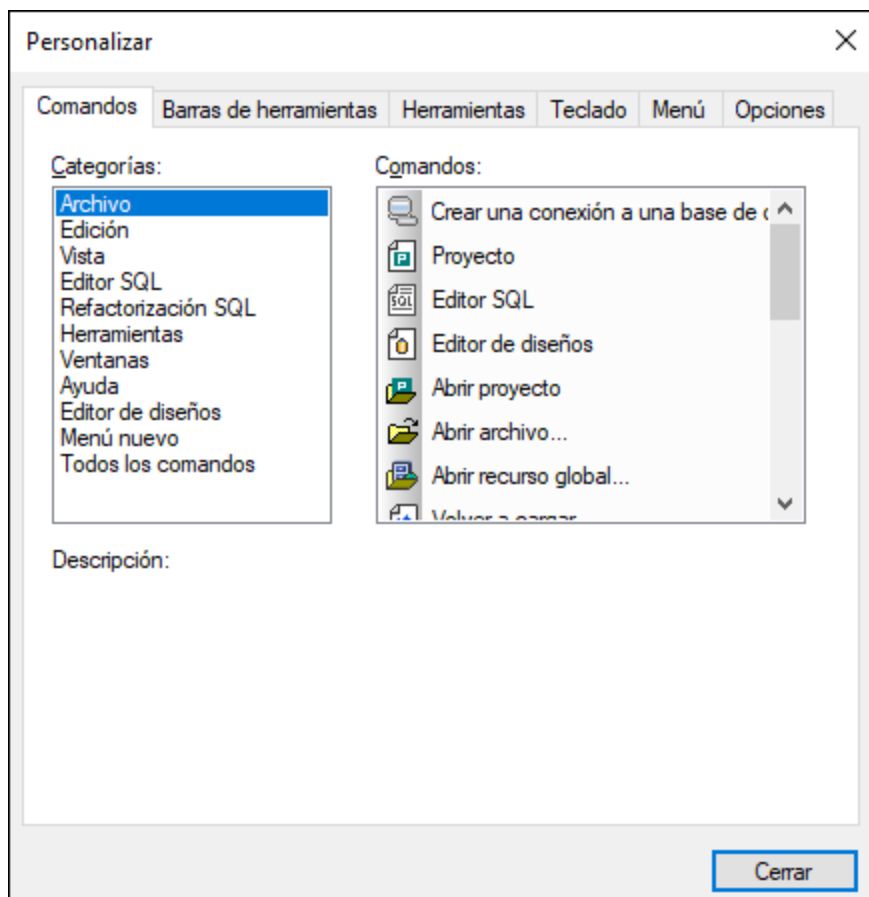 Personalizar
Comandos
Barras de herramientas
Herramientas
Teclado
Menú
Opciones
Categorías:
Archivo
Edición
Vista
Editor SQL
Refactorización SQL
Herramientas
Ventanas
Ayuda
Editor de diseños
Menú nuevo
Todos los comandos
Comandos:
Crear una conexión a una base de
Proyecto
Editor SQL
Editor de diseños
Abrir proyecto
Abrir archivo...
Abrir recurso global...
Volver a cargar
Descripción:
Cerrar